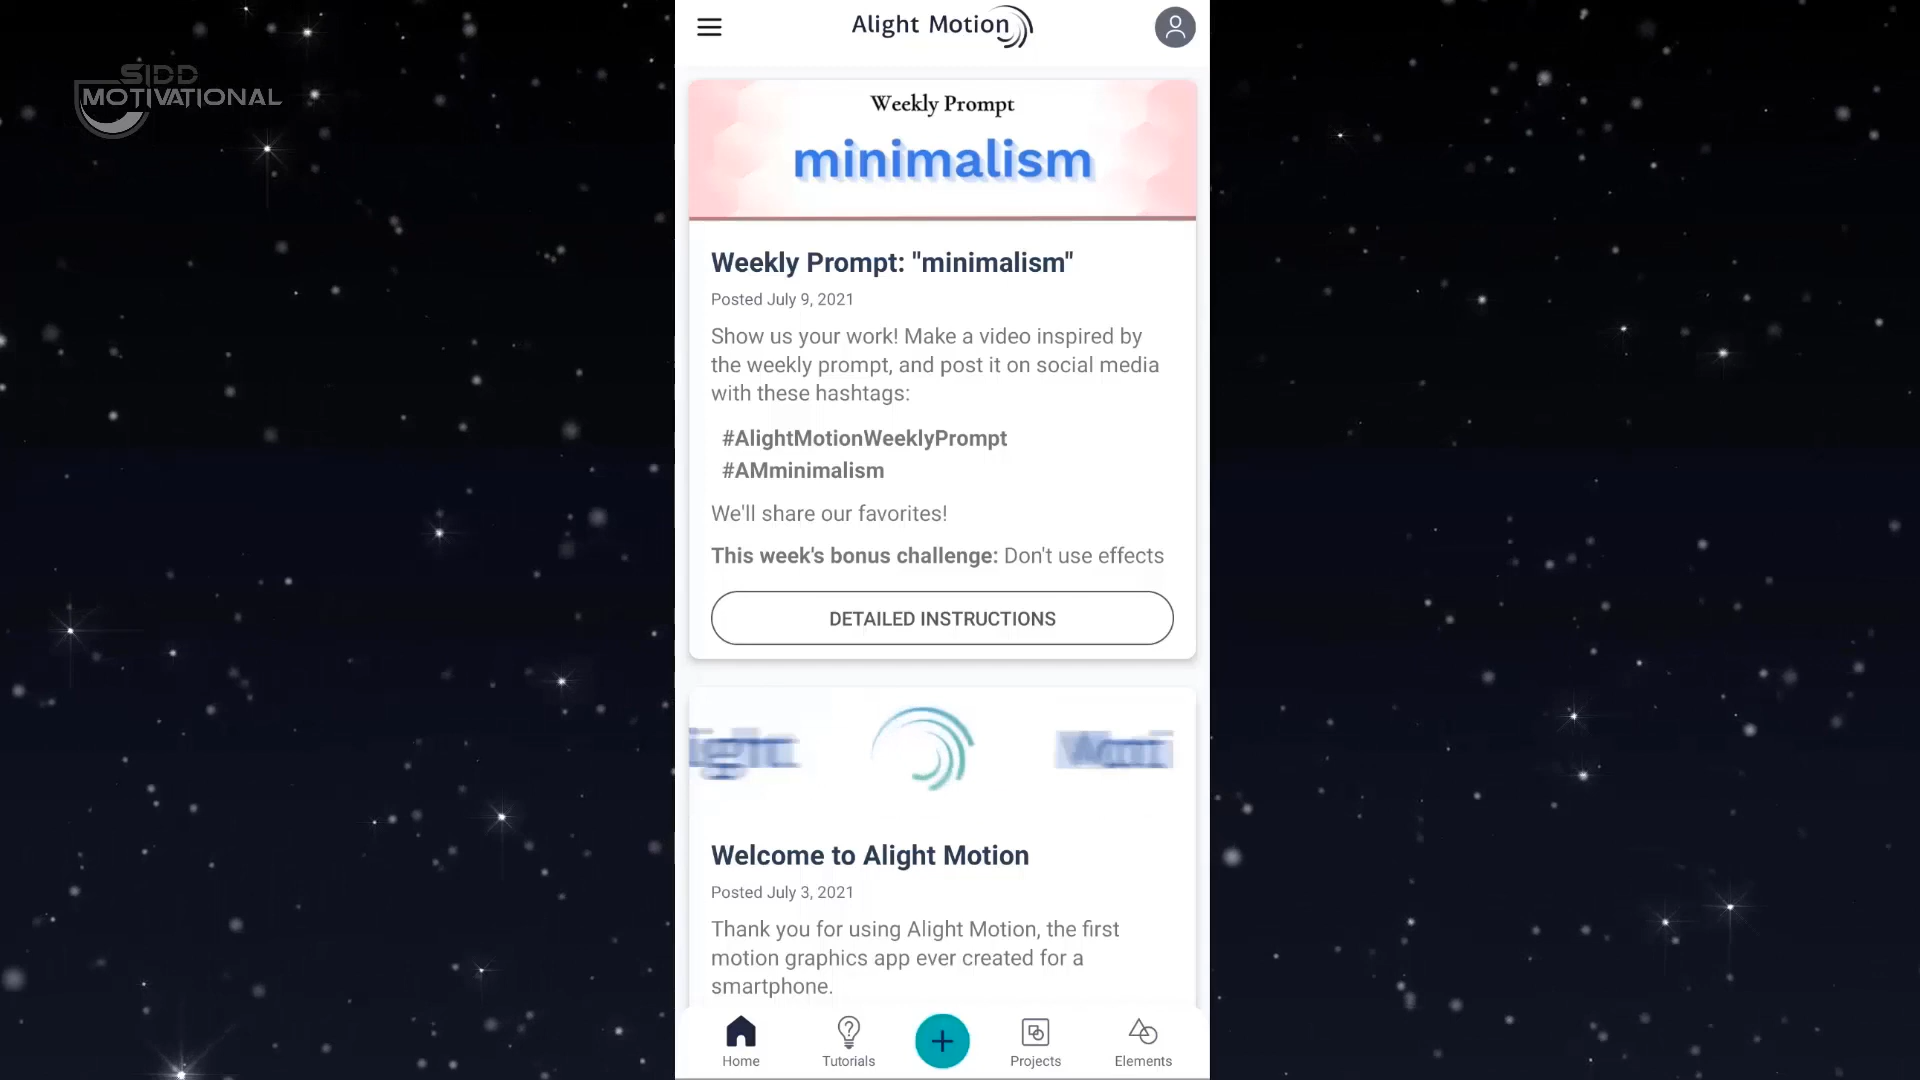 SIDD
MOTIVATIONAL
Alight Motion
Weekly Prompt
minimalism
Weekly Prompt: "minimalism"
Posted July 9, 2021
Show us your work! Make a video inspired by
the weekly prompt, and post it on social media
with these hashtags:
#AlightMotionWeeklyPrompt
#AMminimalism
We'll share our favorites!
This week's bonus challenge: Don't use effects
DETAILED INSTRUCTIONS
Welcome to Alight Motion
Posted July 3, 2021
Thank you for using Alight Motion, the first
motion graphics app ever created for a
smartphone.
Home
Tutorials
Projects
Elements